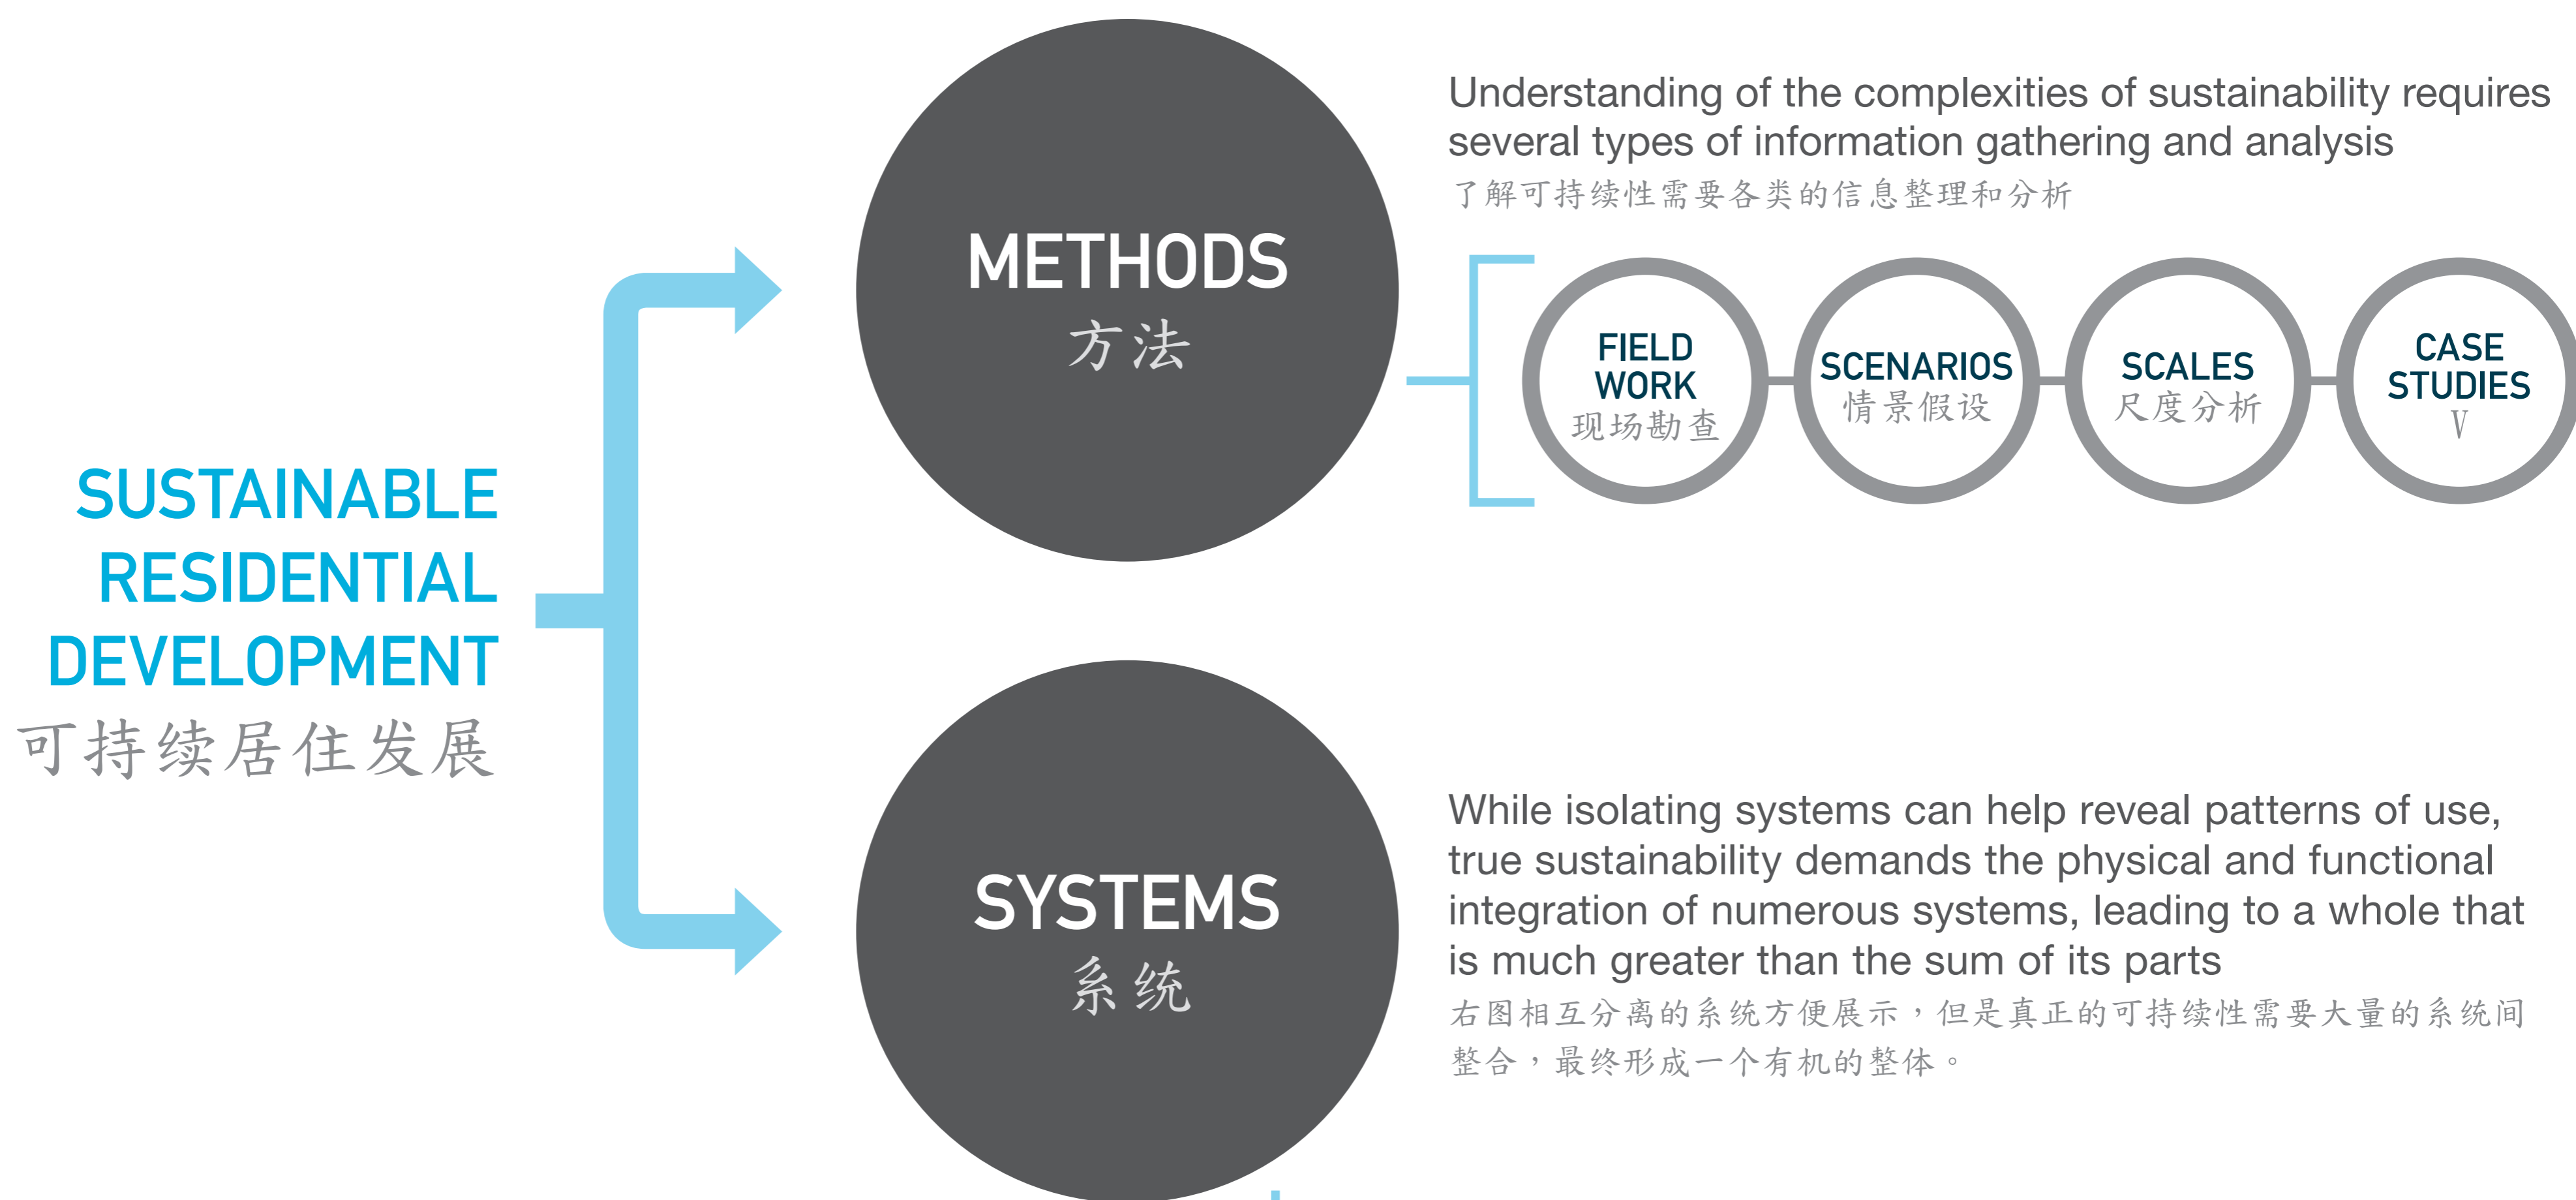 SUSTAINABLE
RESIDENTIAL
DEVELOPMENT
可持续居住发展
METHODS
方法
Understanding of the complexities of sustainability requires
several types of information gathering and analysis
了解可持续性需要各类的信息整理和分析
FIELD
WORK
现场勘查
SCENARIOS
情景假设
SCALES
尺度分析
CASE
STUDIES
V
SYSTEMS
系统
While isolating systems can help reveal patterns of use,
true sustainability demands the physical and functional
integration of numerous systems, leading to a whole that
is much greater than the sum of its parts
右图相互分离的系统方便展示，但是真正的可持续性需要大量的系统间
整合，最终形成一个有机的整体。